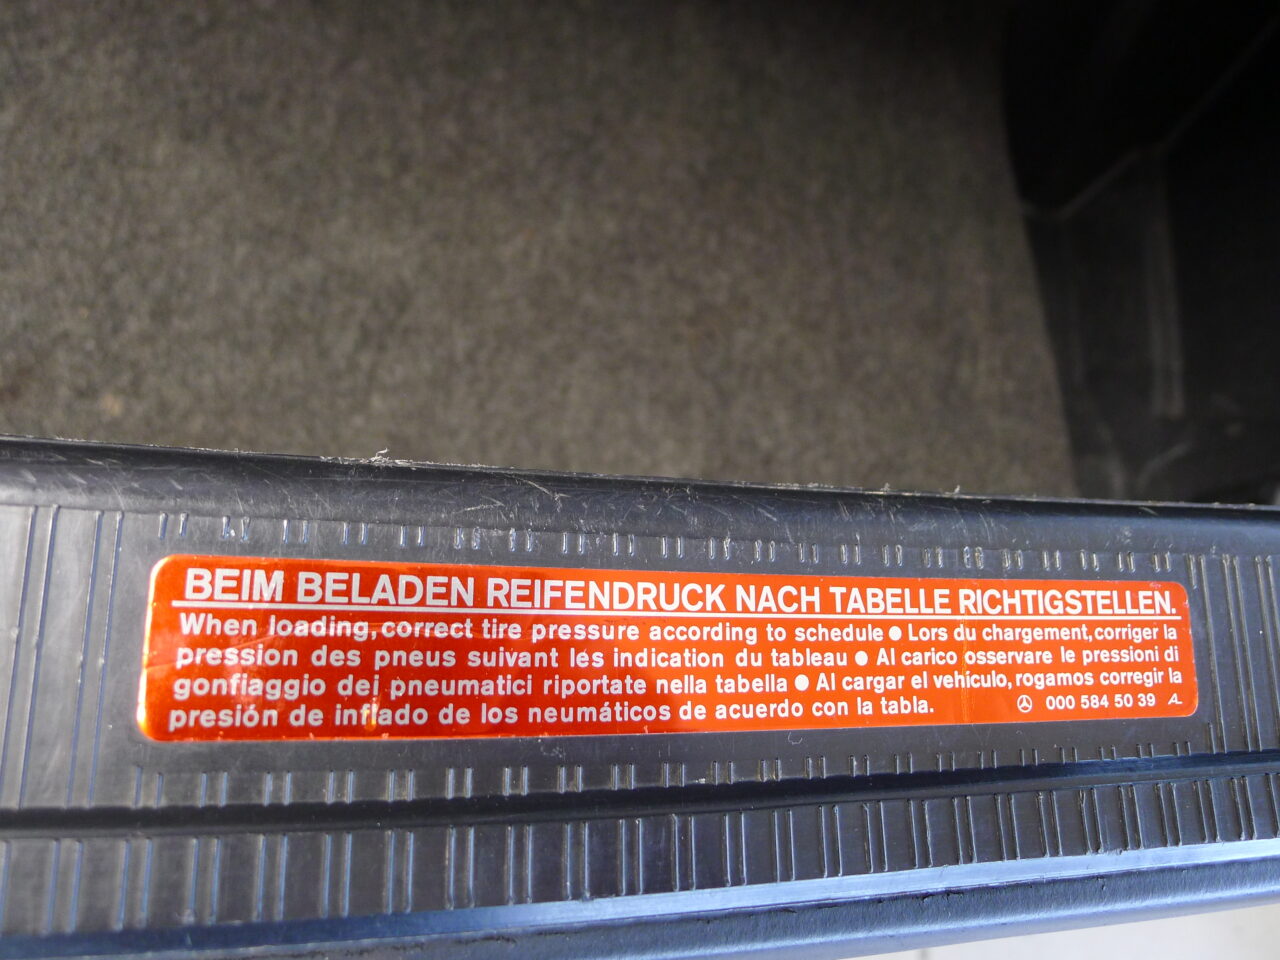 BEIM BELADEN REIFENDRUCK NACH TABELLE RICHTIGSTELLEN.
When loading, correct tire pressure according to schedule ● Lors du chargement, corriger la
pression des pneus suivant les indication du tableau ● Al carico osservare le pressioni di
gonfiaggio dei pneumatici riportate nella tabella ● Al cargar el vehículo, rogamos corregir la
presión de inflado de los neumáticos de acuerdo con la tabla. 000 584 50 39